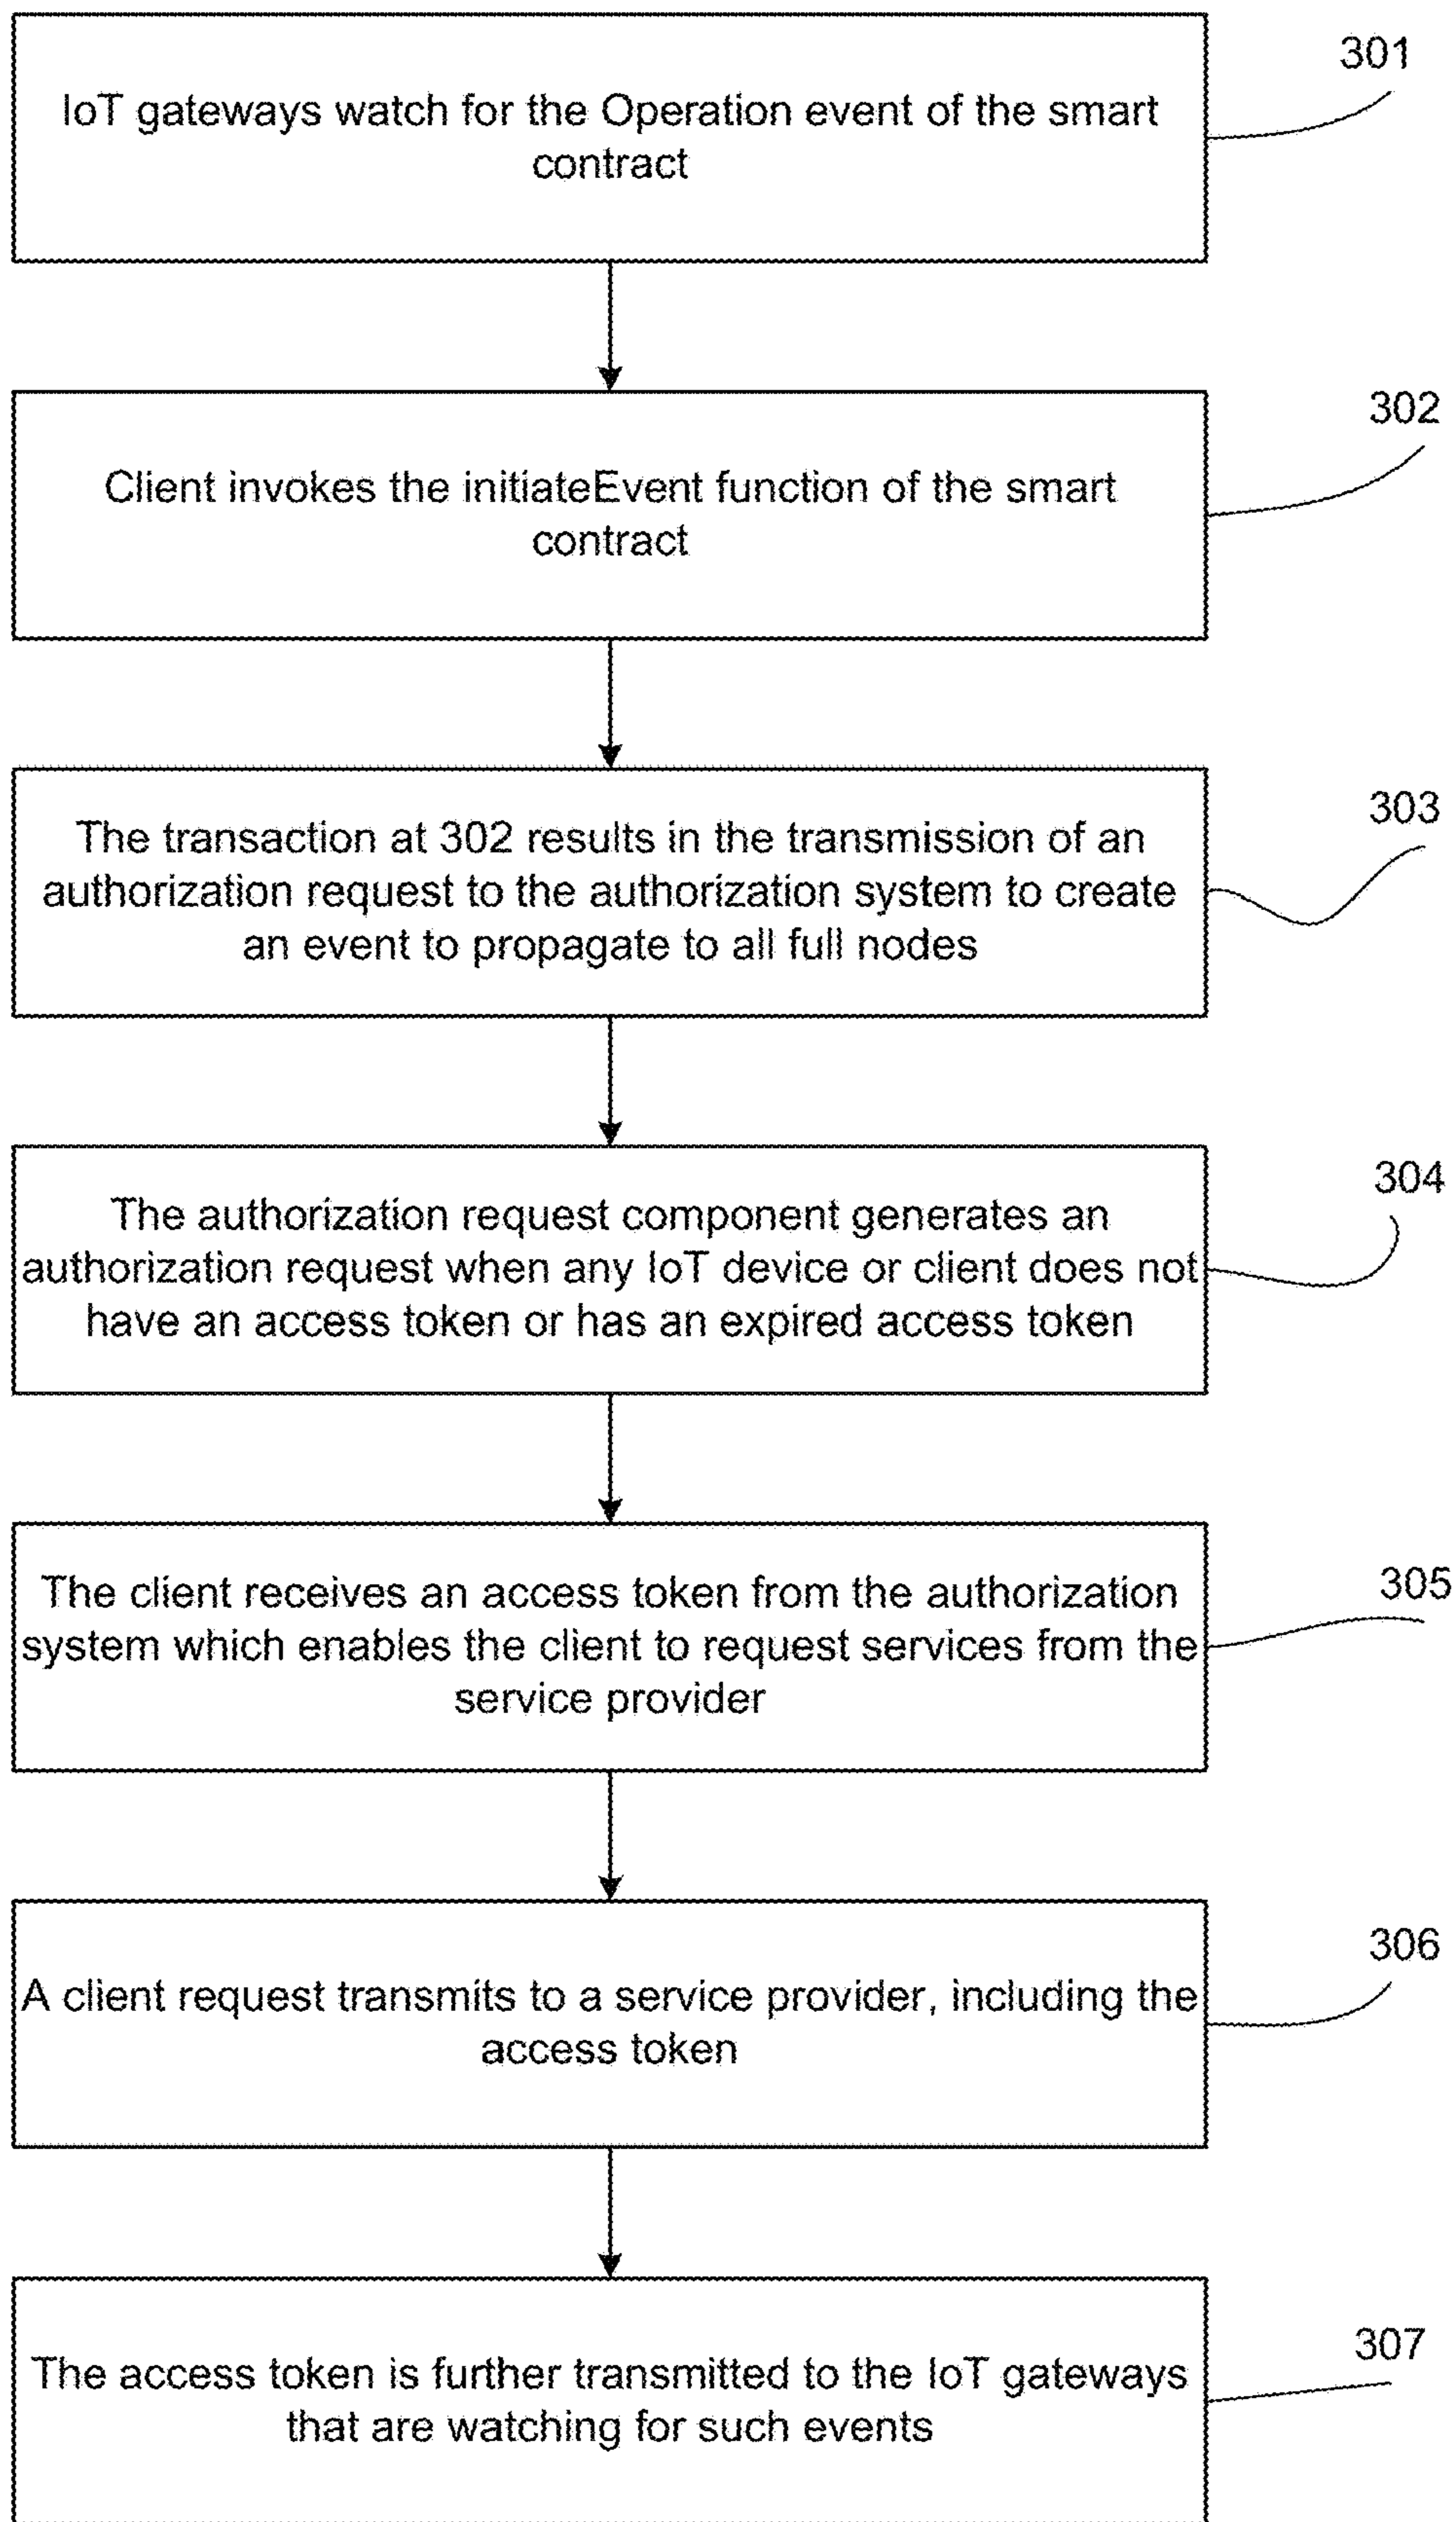 301
IoT gateways watch for the Operation event of the smart
contract
302
Client invokes the initiateEvent function of the smart
contract
303
The transaction at 302 results in the transmission of an
authorization request to the authorization system to create
an event to propagate to all full nodes
304
The authorization request component generates an
authorization request when any IoT device or client does not
have an access token or has an expired access token
305
The client receives an access token from the authorization
system which enables the client to request services from the
service provider
306
A client request transmits to a service provider, including the
access token
307
The access token is further transmitted to the IoT gateways
that are watching for such events